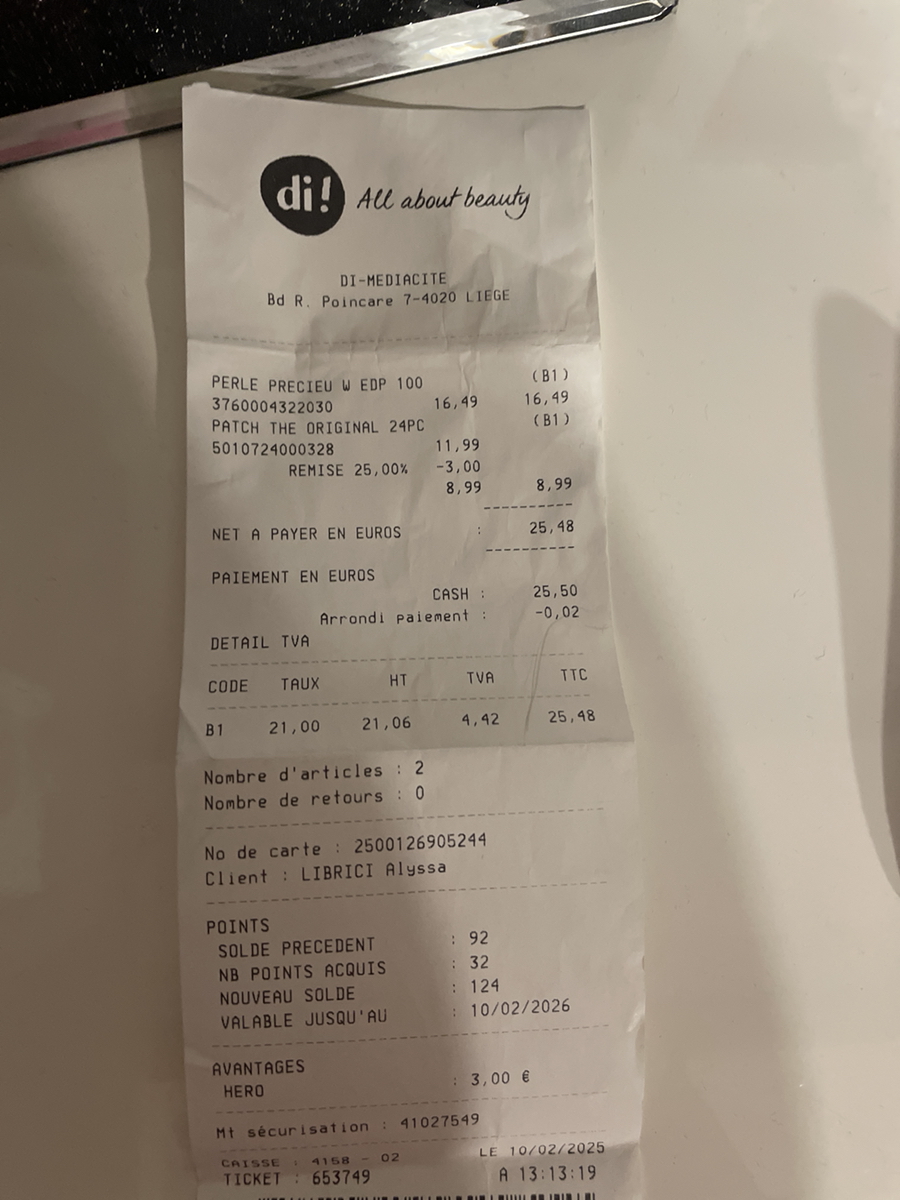 di! All about beauty
DI-MEDIACITE
Bd R. Poincare 7-4020 LIEGE
PERLE PRECIEU W EDP 100 (B1)
3760004322030 16,49 16,49
PATCH THE ORIGINAL 24PC (B1)
5010724000328 11,99
REMISE 25,00% -3,00
8,99 8,99
NET A PAYER EN EUROS : 25,48
PAIEMENT EN EUROS
CASH : 25,50
Arrondi paiement : -0,02
DETAIL TVA
CODE TAUX HT TVA TTC
B1 21,00 21,06 4,42 25,48
Nombre d'articles : 2
Nombre de retours : 0
No de carte : 2500126905244
Client : LIBRICI Alyssa
POINTS
SOLDE PRECEDENT : 92
NB POINTS ACQUIS : 32
NOUVEAU SOLDE : 124
VALABLE JUSQU'AU : 10/02/2026
AVANTAGES
HERO : 3,00 €
Mt sécurisation : 41027549
CAISSE : 4158 - 02 LE 10/02/2025
TICKET : 653749 A 13:13:19